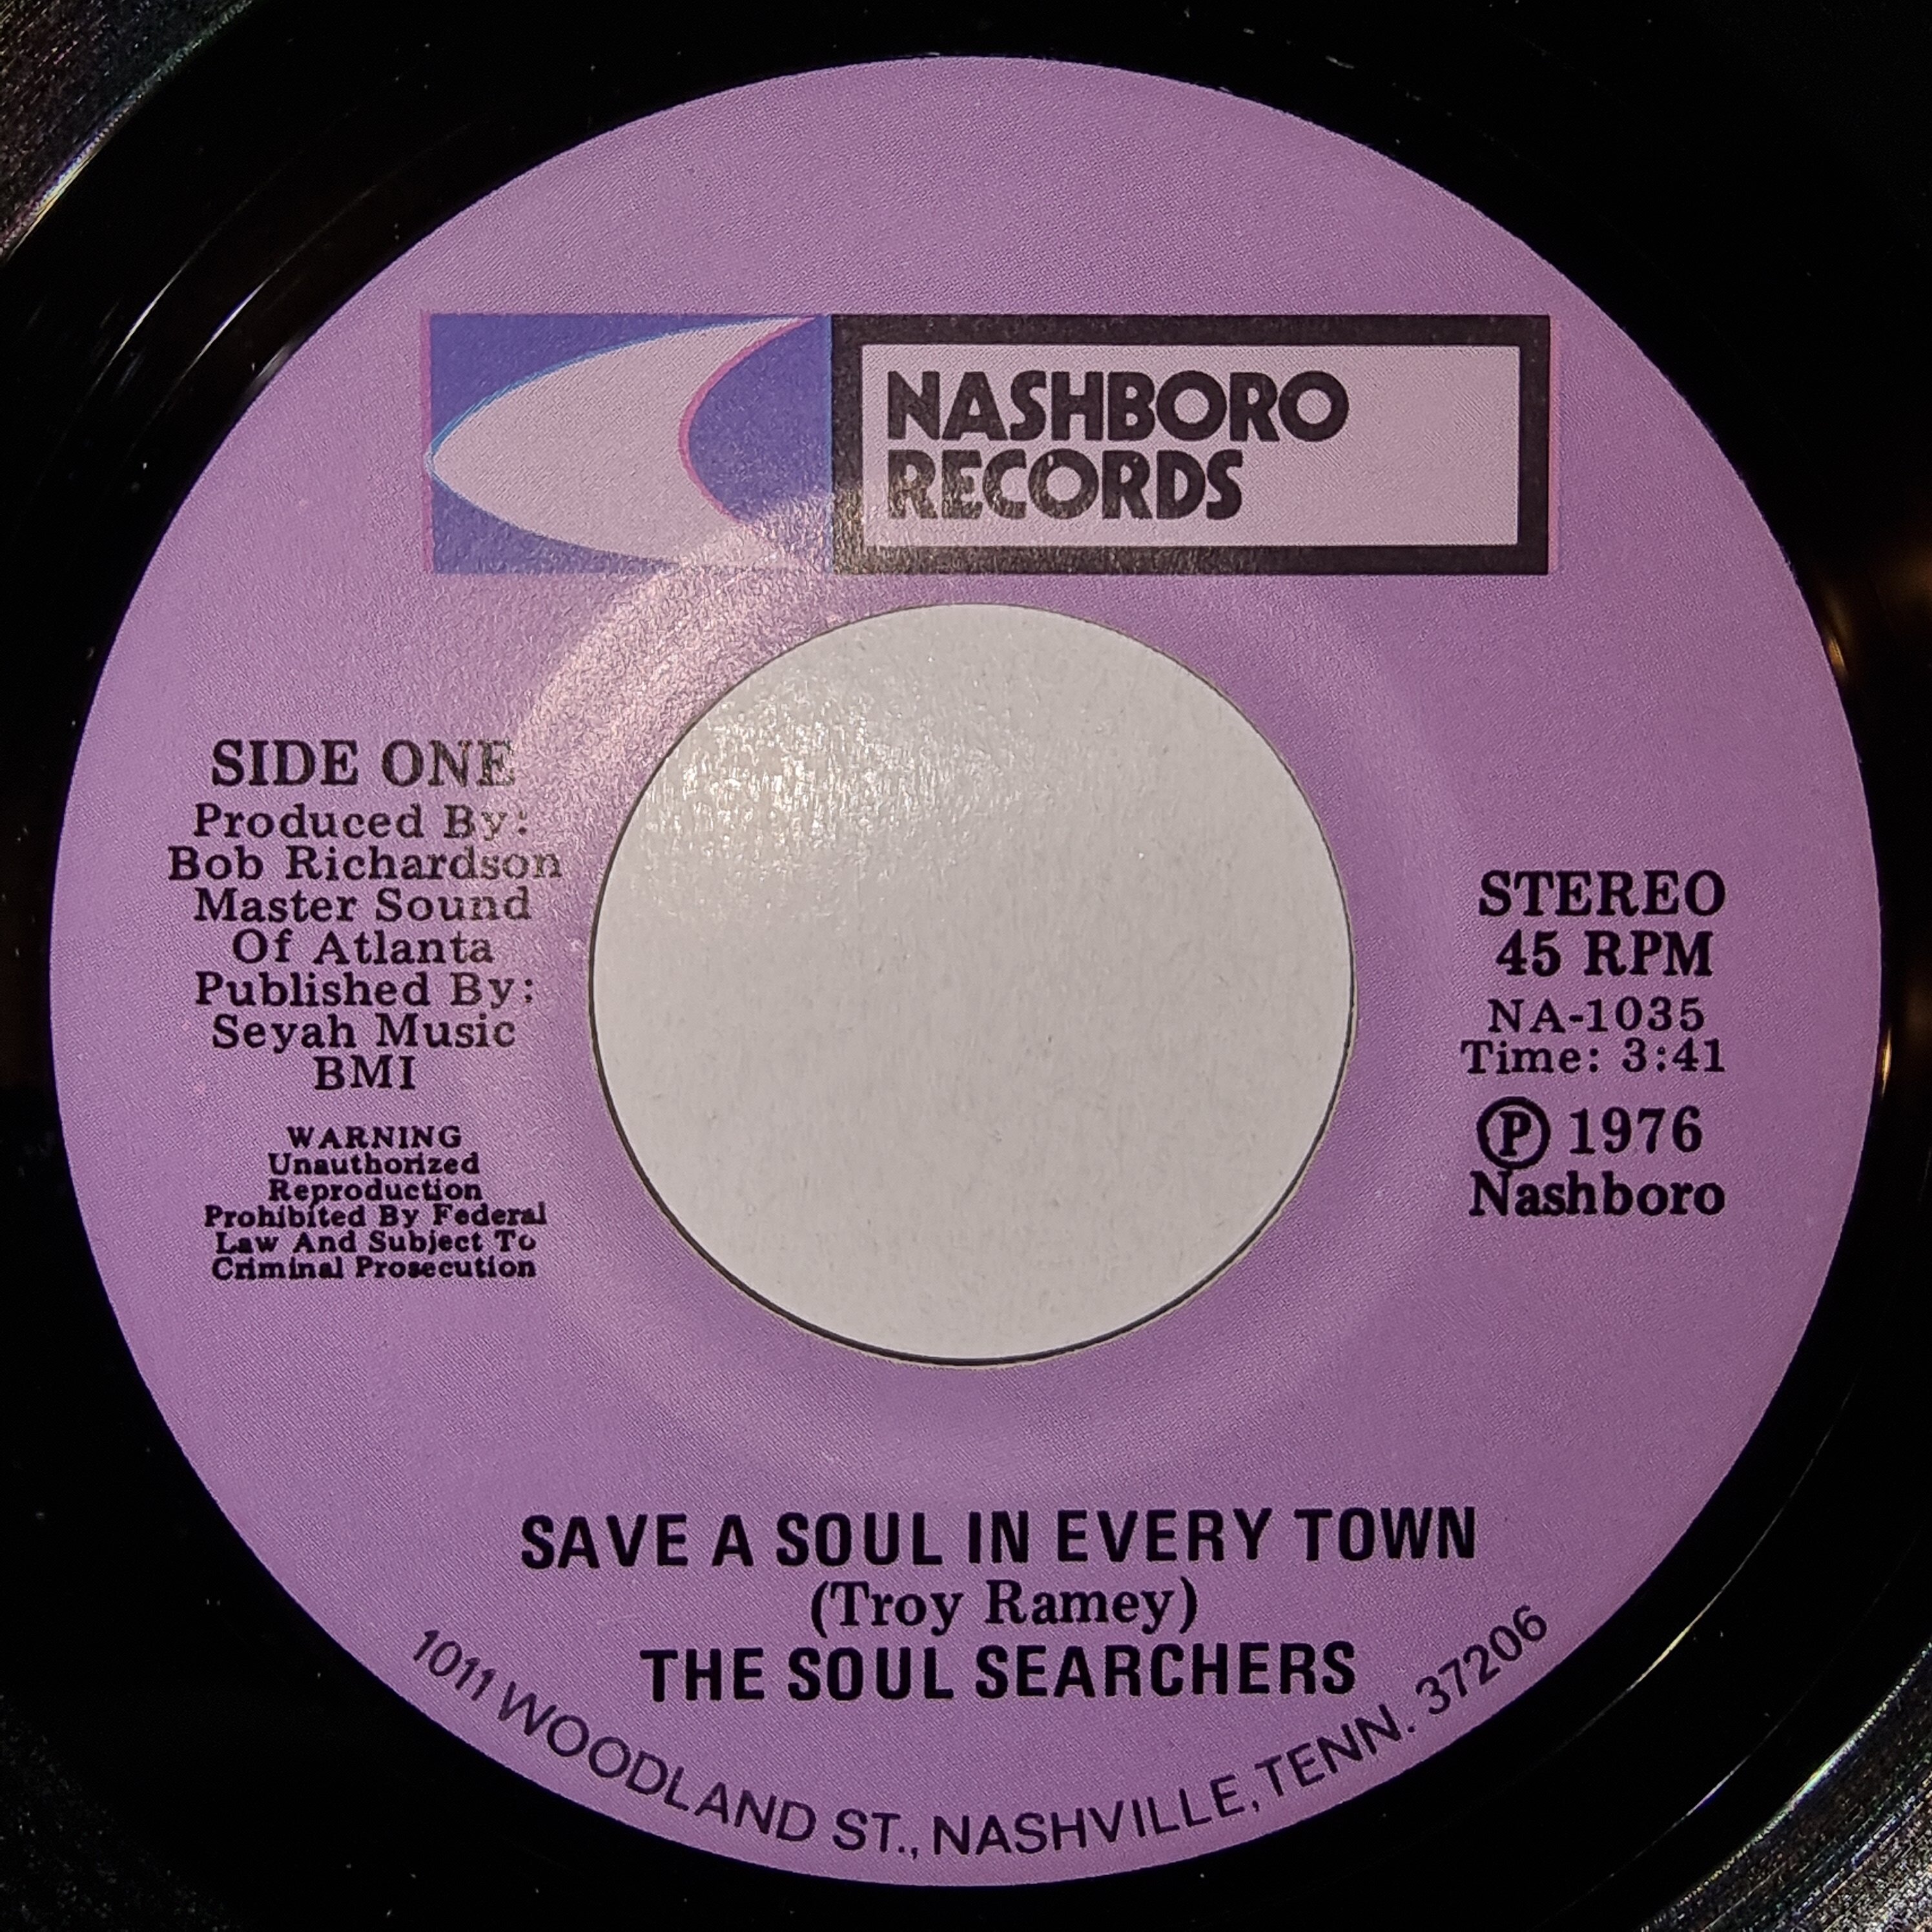 NASHBORO
RECORDS
SIDE ONE
Produced By:
Bob Richardson
Master Sound
Of Atlanta
Published By:
Seyah Music
BMI
WARNING
Unauthorized
Reproduction
Prohibited By Federal
Law And Subject To
Criminal Prosecution
STEREO
45 RPM
NA-1035
Time: 3:41
Ⓟ 1976
Nashboro
SAVE A SOUL IN EVERY TOWN
(Troy Ramey)
THE SOUL SEARCHERS
1011 WOODLAND ST., NASHVILLE, TENN. 37206